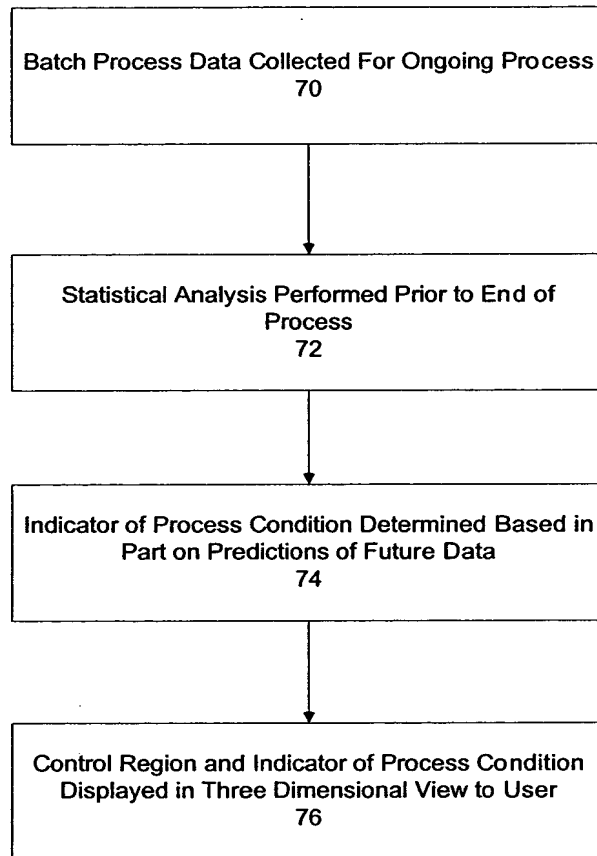 Batch Process Data Collected For Ongoing Process
70
Statistical Analysis Performed Prior to End of
Process
72
Indicator of Process Condition Determined Based in
Part on Predictions of Future Data
74
Control Region and Indicator of Process Condition
Displayed in Three Dimensional View to User
76